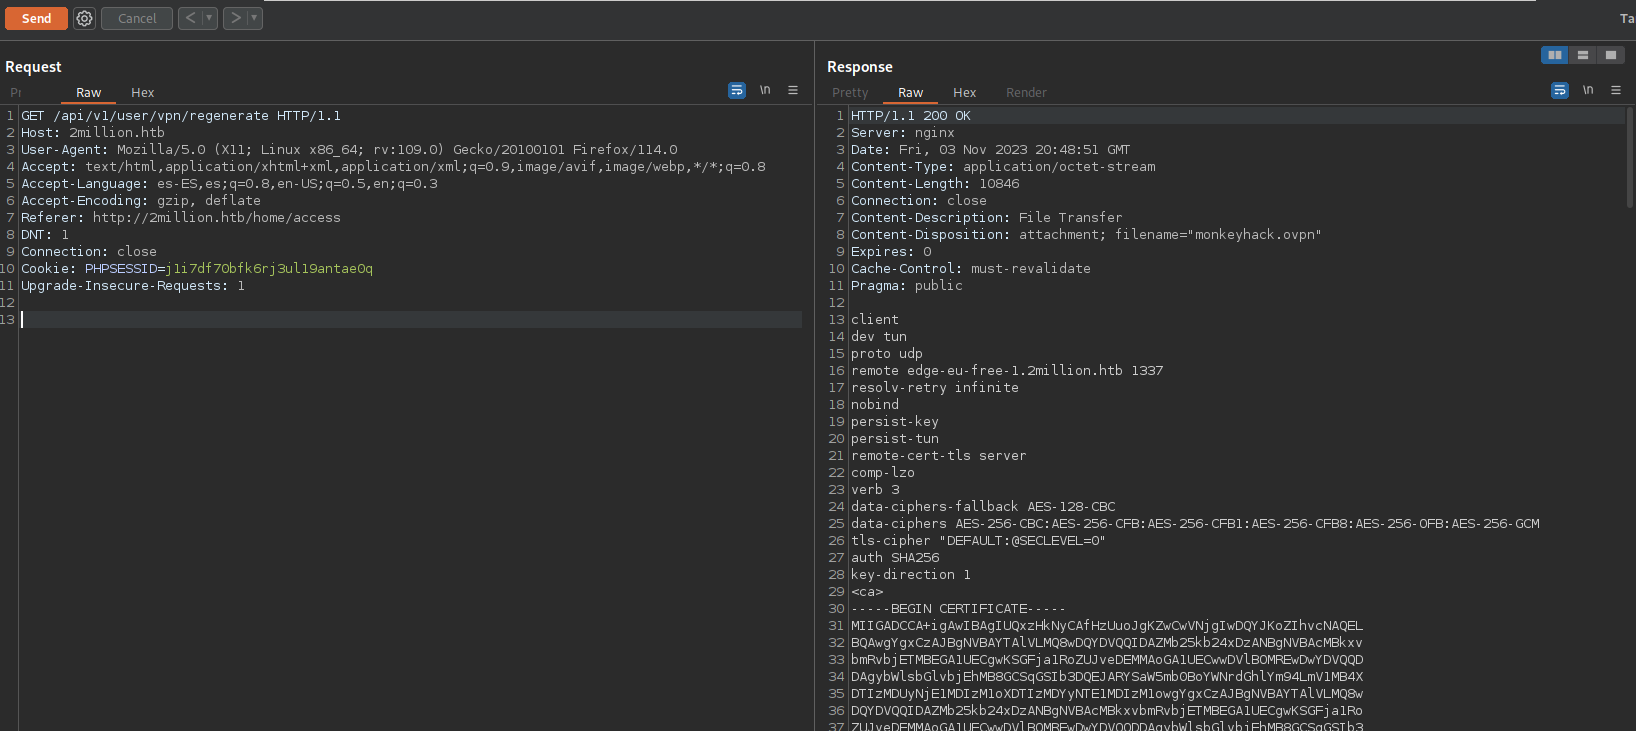 Send Cancel < > Ta
Request
Pr Raw Hex \n
1 GET /api/v1/user/vpn/regenerate HTTP/1.1
2 Host: 2million.htb
3 User-Agent: Mozilla/5.0 (X11; Linux x86_64; rv:109.0) Gecko/20100101 Firefox/114.0
4 Accept: text/html,application/xhtml+xml,application/xml;q=0.9,image/avif,image/webp,*/*;q=0.8
5 Accept-Language: es-ES,es;q=0.8,en-US;q=0.5,en;q=0.3
6 Accept-Encoding: gzip, deflate
7 Referer: http://2million.htb/home/access
8 DNT: 1
9 Connection: close
10 Cookie: PHPSESSID=j1i7df70bfk6rj3ul19antae0q
11 Upgrade-Insecure-Requests: 1
12
13
Response
Pretty Raw Hex Render \n
1 HTTP/1.1 200 OK
2 Server: nginx
3 Date: Fri, 03 Nov 2023 20:48:51 GMT
4 Content-Type: application/octet-stream
5 Content-Length: 10846
6 Connection: close
7 Content-Description: File Transfer
8 Content-Disposition: attachment; filename="monkeyhack.ovpn"
9 Expires: 0
10 Cache-Control: must-revalidate
11 Pragma: public
12
13 client
14 dev tun
15 proto udp
16 remote edge-eu-free-1.2million.htb 1337
17 resolv-retry infinite
18 nobind
19 persist-key
20 persist-tun
21 remote-cert-tls server
22 comp-lzo
23 verb 3
24 data-ciphers-fallback AES-128-CBC
25 data-ciphers AES-256-CBC:AES-256-CFB:AES-256-CFB1:AES-256-CFB8:AES-256-OFB:AES-256-GCM
26 tls-cipher "DEFAULT:@SECLEVEL=0"
27 auth SHA256
28 key-direction 1
29 <ca>
30 -----BEGIN CERTIFICATE-----
31 MIIGADCCA+igAwIBAgIUQxzHkNyCAfHzUuoJgKZwCwVNjgIwDQYJKoZIhvcNAQEL
32 BQAwgYgxCzAJBgNVBAYTAlVLMQ8wDQYDVQQIDAZMb25kb24xDzANBgNVBAcMBkxv
33 bmRvbjETMBEGA1UECgwKSGFja1RoZUJveDEMMAoGA1UECwwDVlBOMREwDwYDVQQD
34 DAgybWlsbGlvbjEhMB8GCSqGSIb3DQEJARYSaW5mb0BoYWNrdGhlYm94LmV1MB4X
35 DTIzMDUyNjE1MDIzM1oXDTIzMDYyNTE1MDIzM1owgYgxCzAJBgNVBAYTAlVLMQ8w
36 DQYDVQQIDAZMb25kb24xDzANBgNVBAcMBkxvbmRvbjETMBEGA1UECgwKSGFja1Ro
37 ZUJveDEMMAoGA1UECwwDVlBOMREwDwYDVQQDDAgybWlsbGlvbjEhMB8GCSqGSIb3